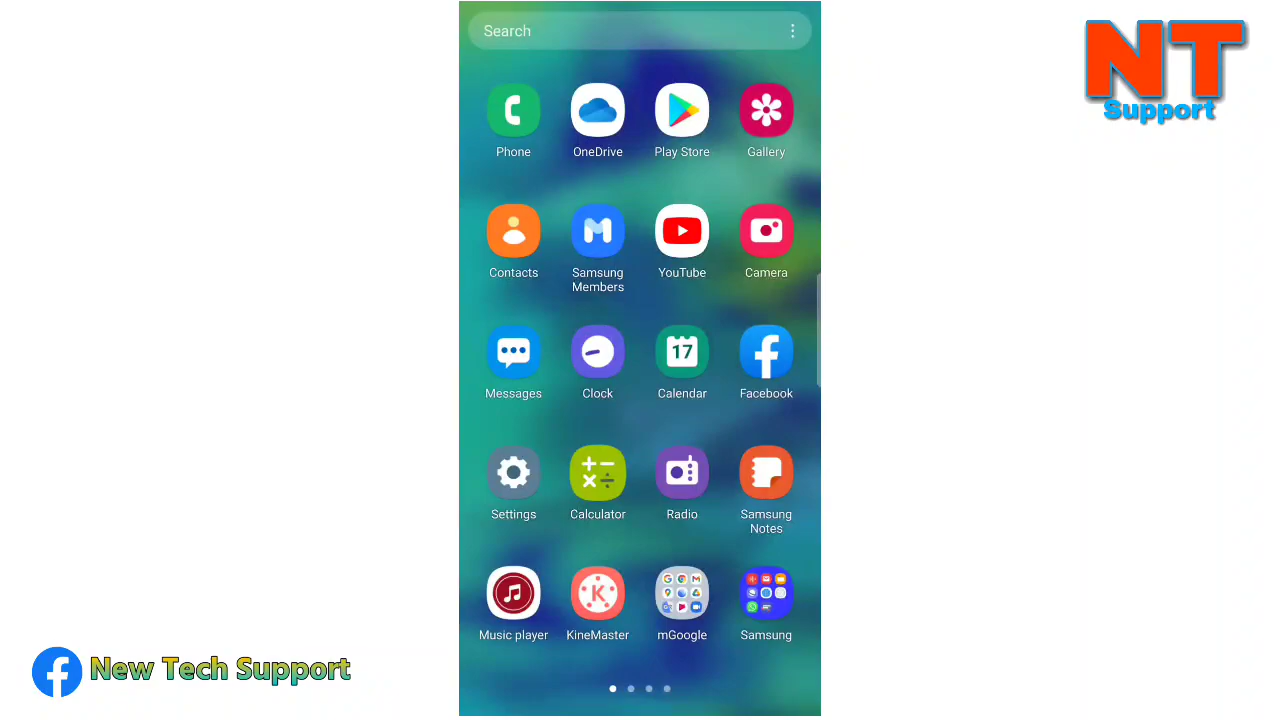 Search
NT
Support
Phone
OneDrive
Play Store
Gallery
Contacts
Samsung
Members
YouTube
Camera
Messages
Clock
17
Calendar
Facebook
Settings
Calculator
Radio
Samsung
Notes
Music player
K
KineMaster
mGoogle
Samsung
New Tech Support